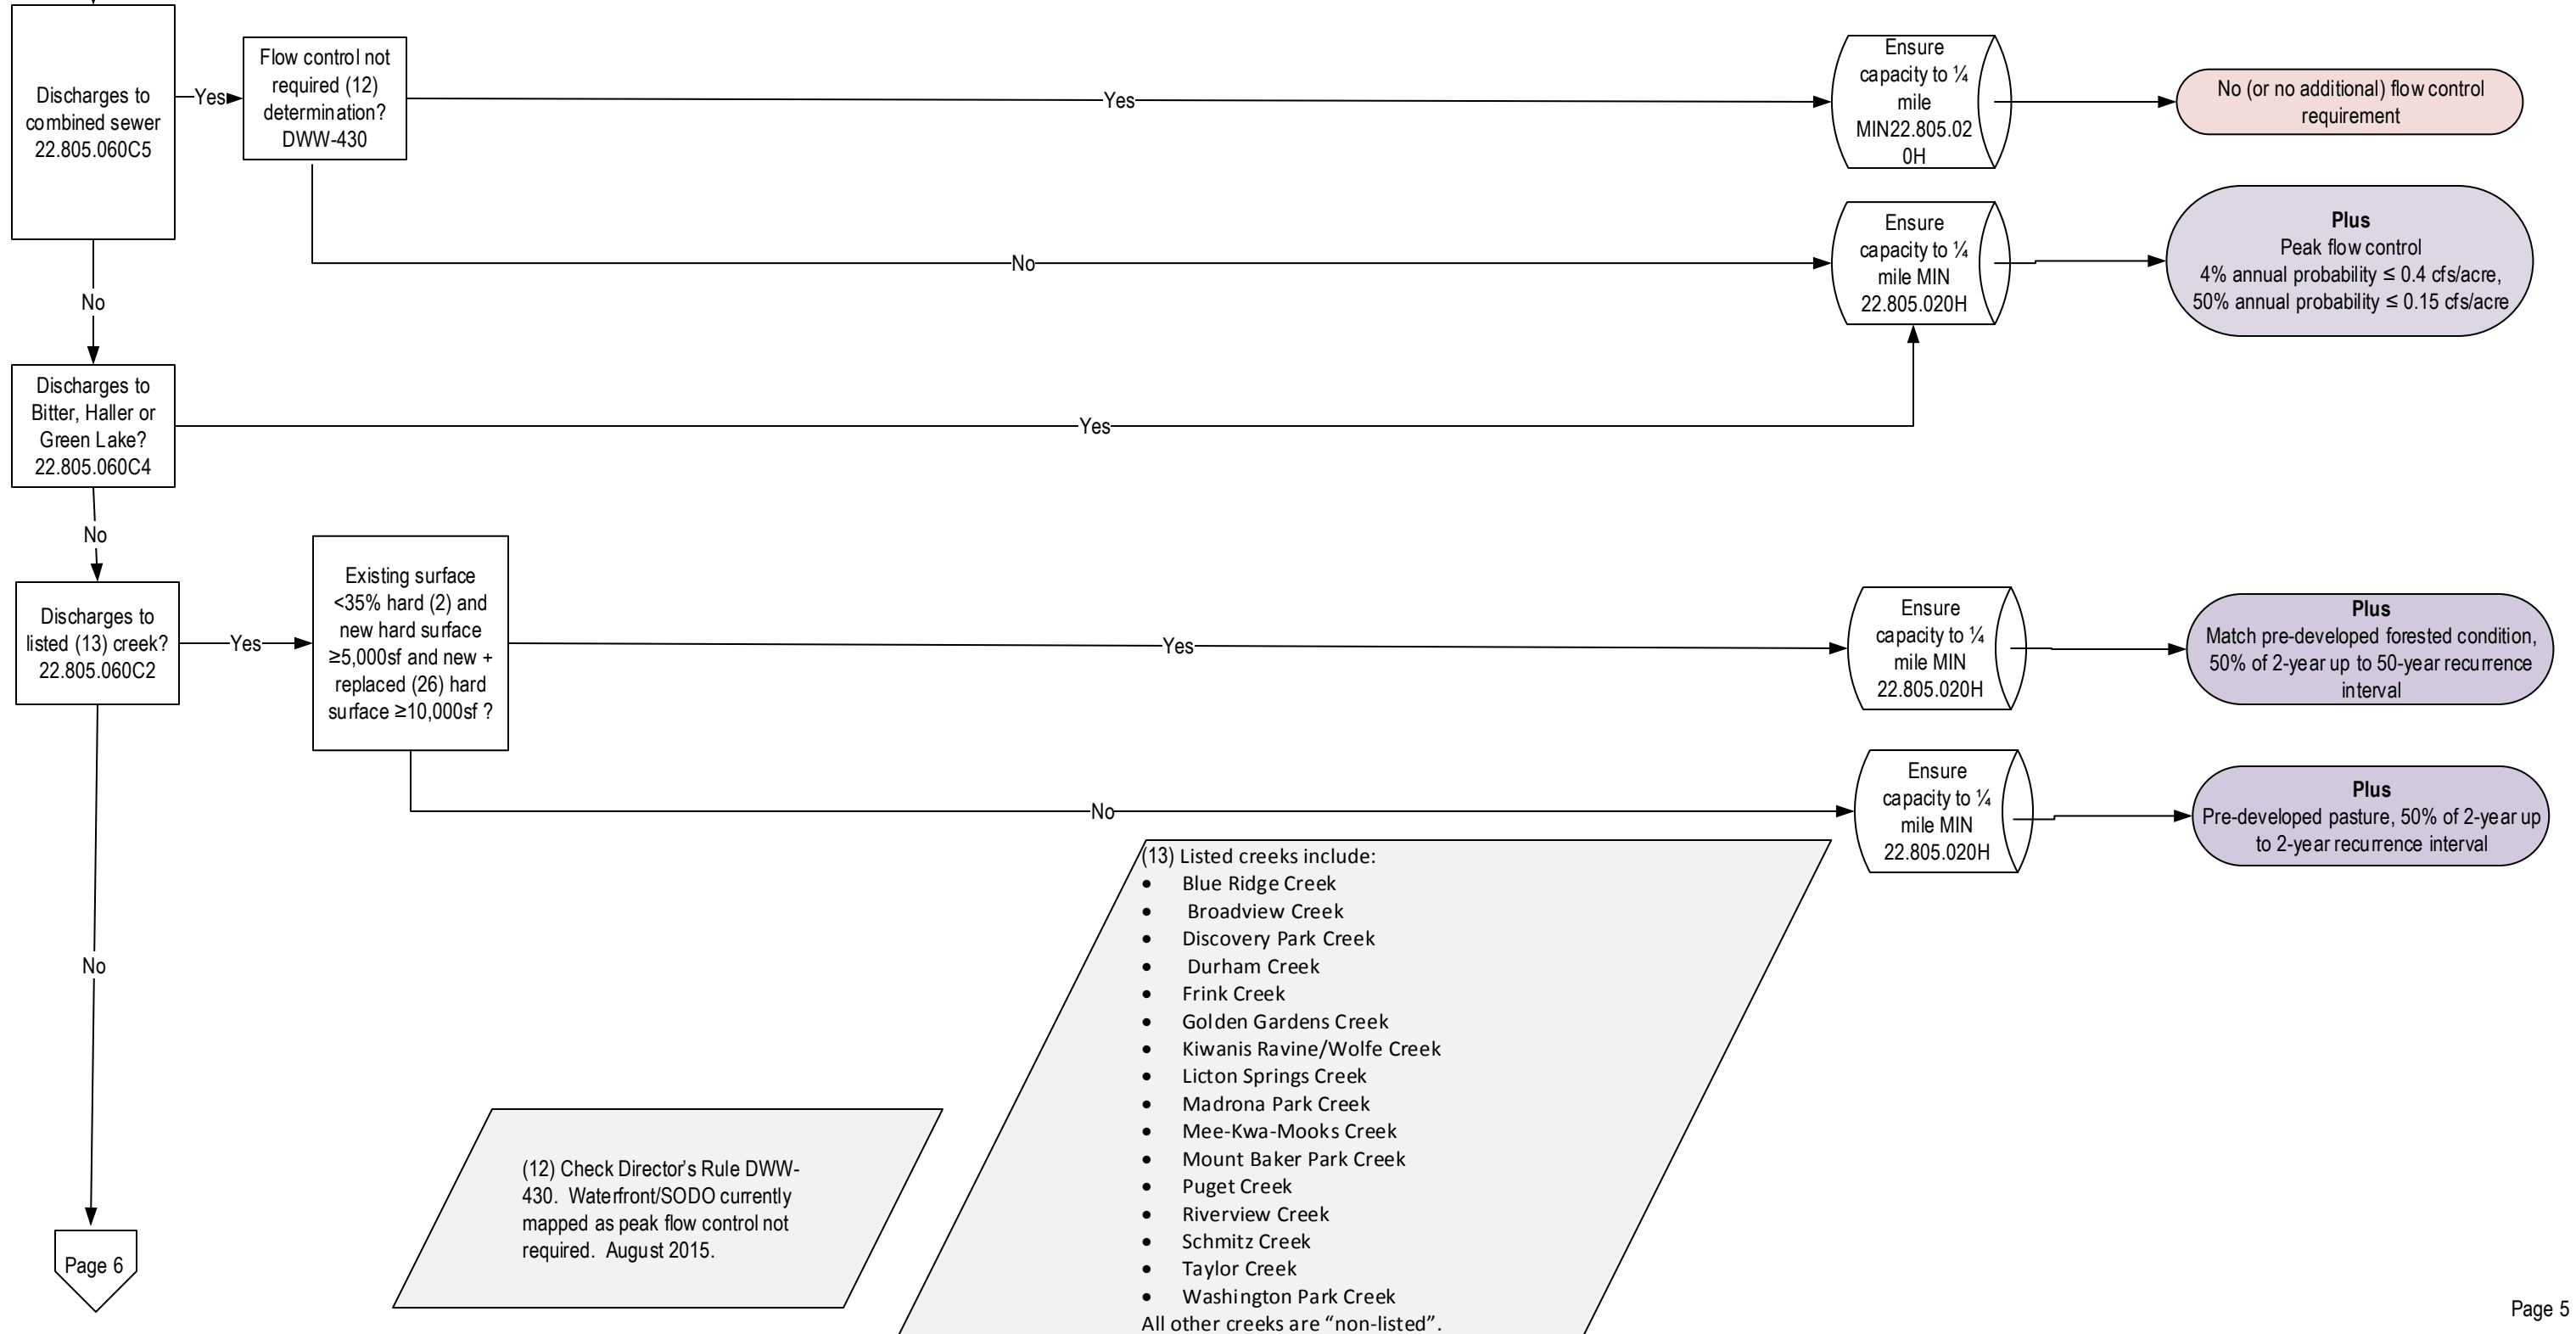 Discharges to
combined sewer
22.805.060C5
Yes
Flow control not
required (12)
determination?
DWW-430
Yes
Ensure
capacity to ¼
mile
MIN22.805.02
0H
No (or no additional) flow control
requirement
No
Ensure
capacity to ¼
mile MIN
22.805.020H
Plus
Peak flow control
4% annual probability ≤ 0.4 cfs/acre,
50% annual probability ≤ 0.15 cfs/acre
No
Discharges to
Bitter, Haller or
Green Lake?
22.805.060C4
Yes
No
Discharges to
listed (13) creek?
22.805.060C2
Yes
Existing surface
<35% hard (2) and
new hard surface
≥5,000sf and new +
replaced (26) hard
surface ≥10,000sf ?
Yes
Ensure
capacity to ¼
mile MIN
22.805.020H
Plus
Match pre-developed forested condition,
50% of 2-year up to 50-year recurrence
interval
No
Ensure
capacity to ¼
mile MIN
22.805.020H
Plus
Pre-developed pasture, 50% of 2-year up
to 2-year recurrence interval
No
Page 6
(12) Check Director’s Rule DWW-
430.  Waterfront/SODO currently
mapped as peak flow control not
required.  August 2015.
(13) Listed creeks include:
• Blue Ridge Creek
• Broadview Creek
• Discovery Park Creek
• Durham Creek
• Frink Creek
• Golden Gardens Creek
• Kiwanis Ravine/Wolfe Creek
• Licton Springs Creek
• Madrona Park Creek
• Mee-Kwa-Mooks Creek
• Mount Baker Park Creek
• Puget Creek
• Riverview Creek
• Schmitz Creek
• Taylor Creek
• Washington Park Creek
All other creeks are “non-listed”.
Page 5